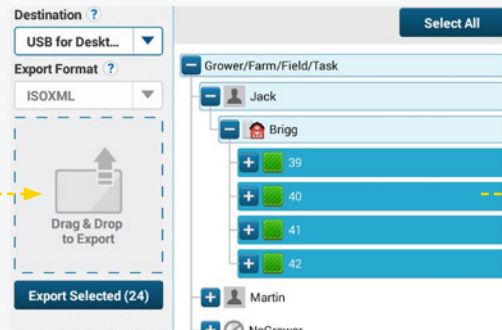 Destination ?
Select All
USB for Deskt...
Export Format ?
ISOXML
Grower/Farm/Field/Task
Jack
Brigg
39
40
41
42
Drag & Drop
to Export
Export Selected (24)
Martin
NoGrower